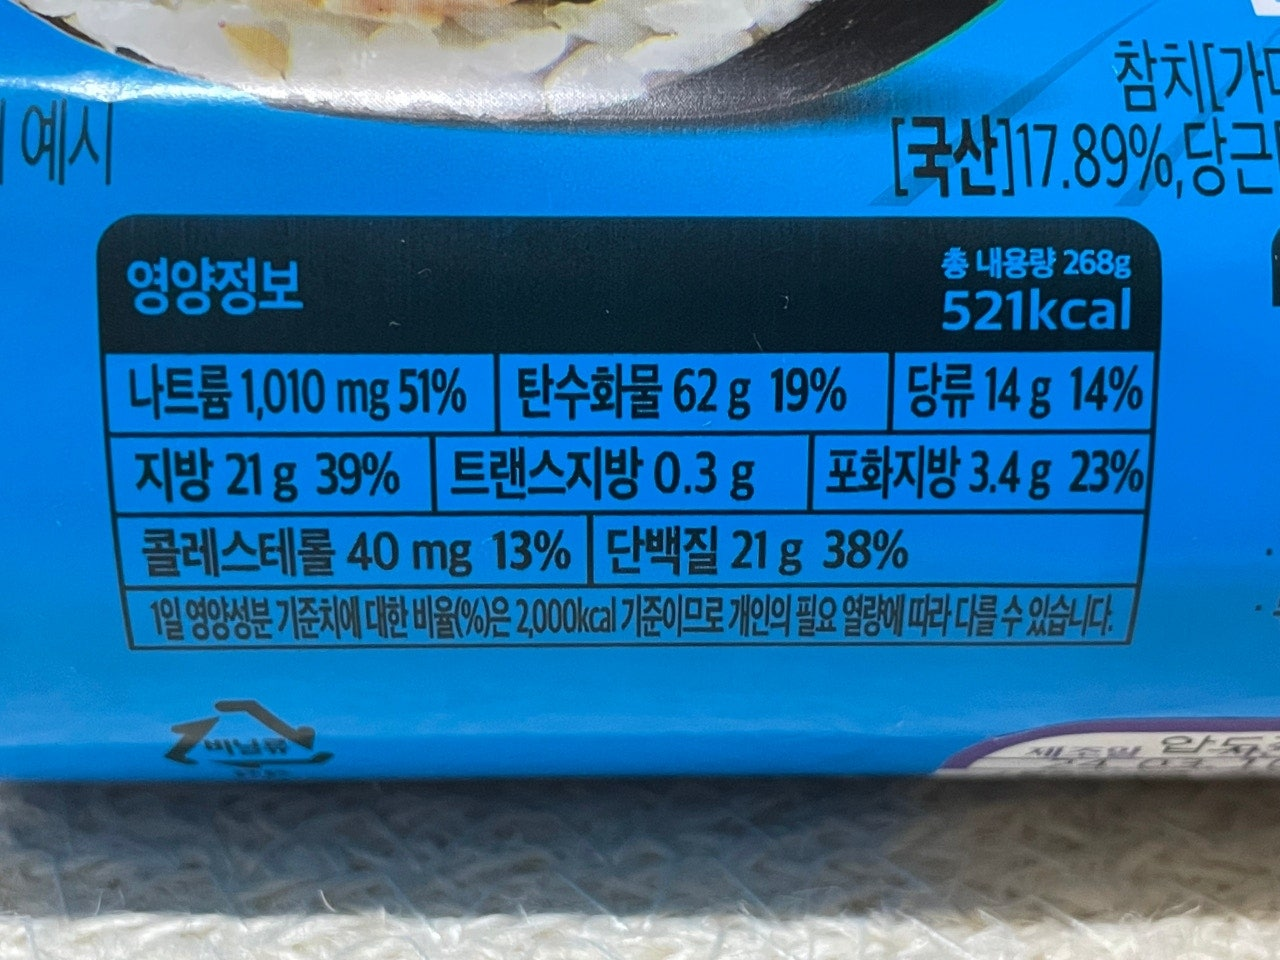 예시
참치[가다
[국산]17.89%,당근
영양정보
총 내용량 268g
521kcal
나트륨 1,010 mg 51% 탄수화물 62 g 19% 당류 14 g 14%
지방 21 g 39% 트랜스지방 0.3 g 포화지방 3.4 g 23%
콜레스테롤 40 mg 13% 단백질 21 g 38%
1일 영양성분 기준치에 대한 비율(%)은 2,000kcal 기준이므로 개인의 필요 열량에 따라 다를 수 있습니다.
비닐류
제조일